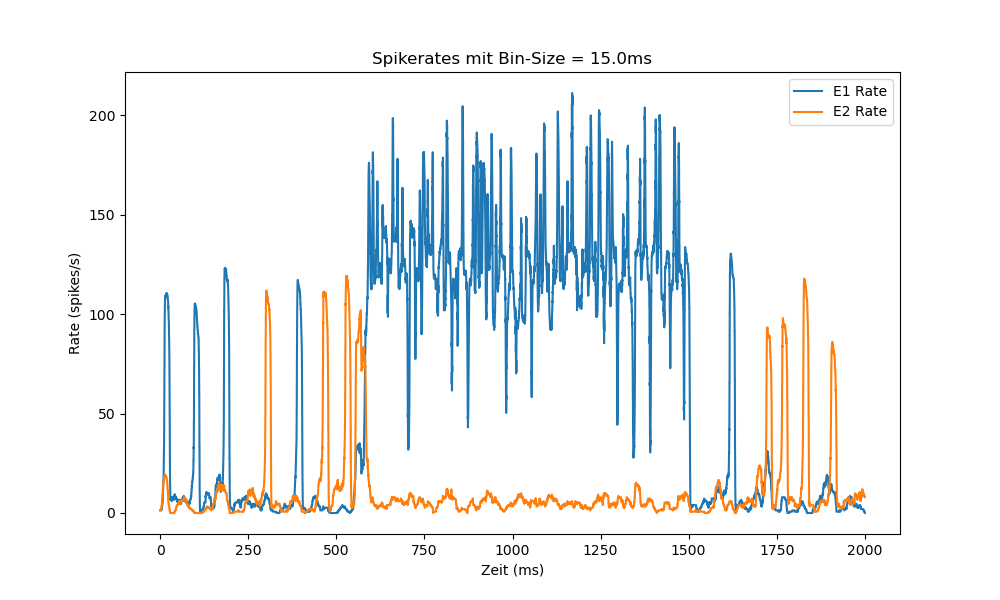 Spikerates mit Bin-Size = 15.0ms
E1 Rate
E2 Rate
200
150
100
50
0
Rate (spikes/s)
0 250 500 750 1000 1250 1500 1750 2000
Zeit (ms)